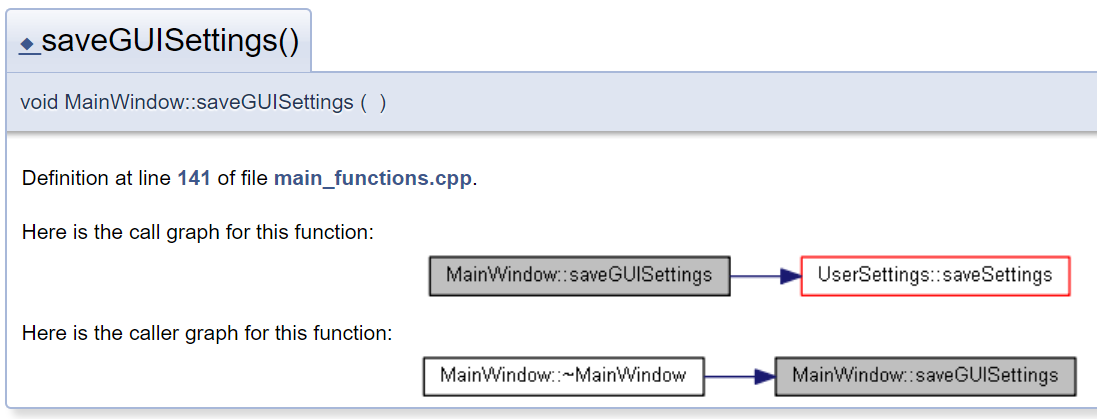 ◆ saveGUISettings()
void MainWindow::saveGUISettings ( )
Definition at line 141 of file main_functions.cpp.
Here is the call graph for this function:
MainWindow::saveGUISettings UserSettings::saveSettings
Here is the caller graph for this function:
MainWindow::~MainWindow MainWindow::saveGUISettings